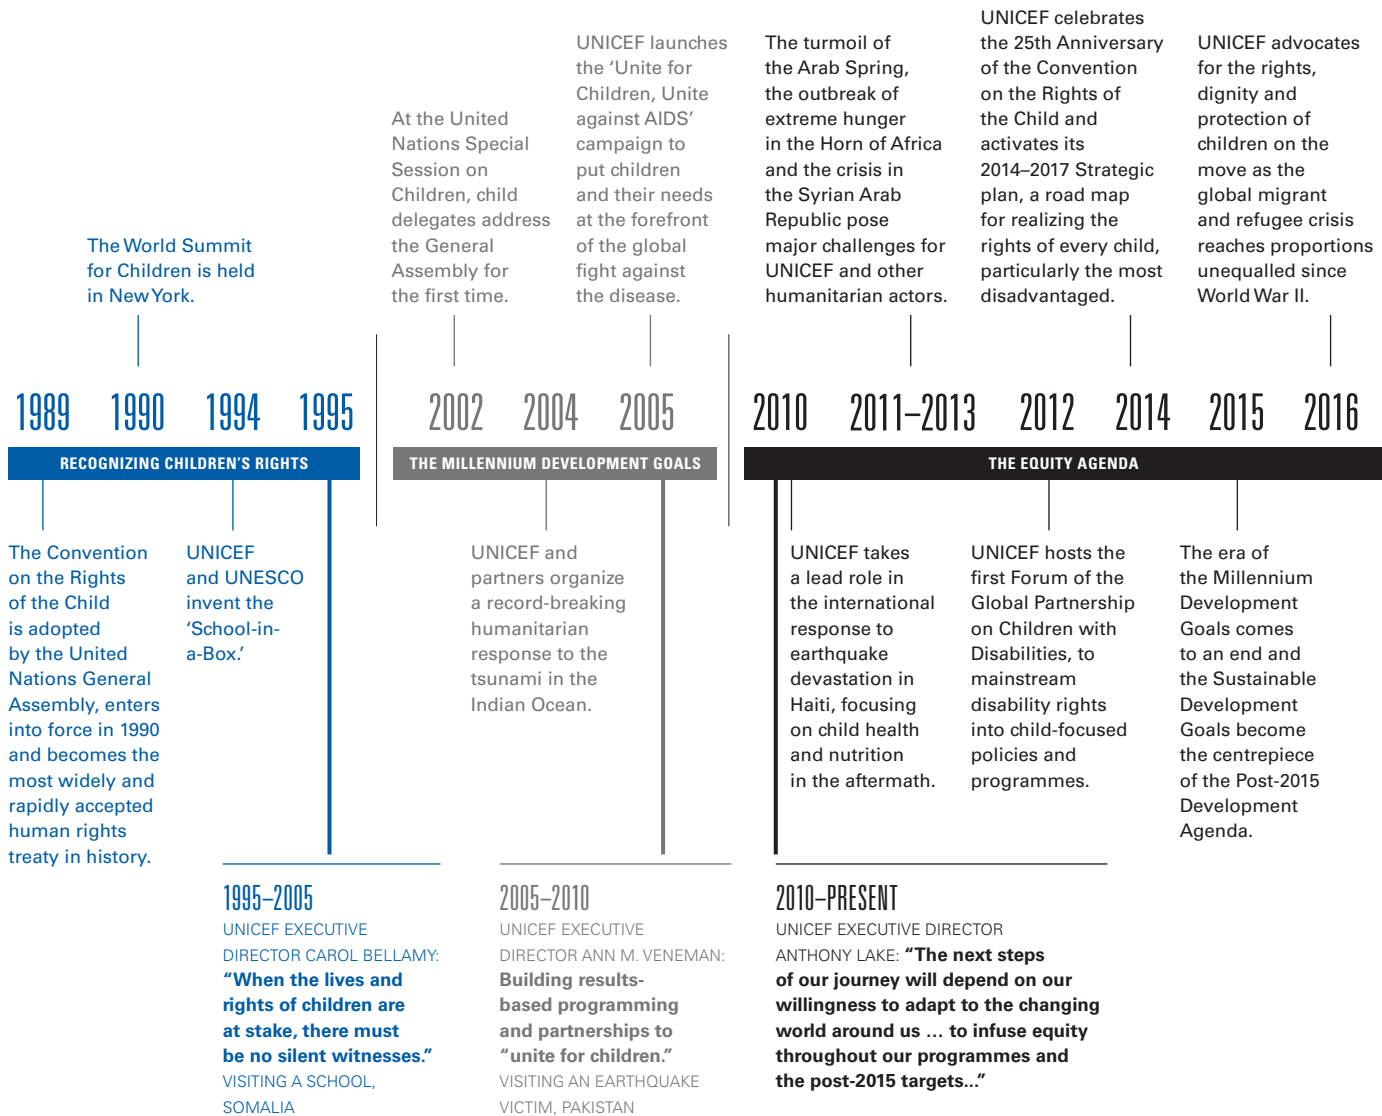 The World Summit
for Children is held
in New York.
At the United
Nations Special
Session on
Children, child
delegates address
the General
Assembly for
the first time.
UNICEF launches
the ‘Unite for
Children, Unite
against AIDS’
campaign to
put children
and their needs
at the forefront
of the global
fight against
the disease.
The turmoil of
the Arab Spring,
the outbreak of
extreme hunger
in the Horn of Africa
and the crisis in
the Syrian Arab
Republic pose
major challenges for
UNICEF and other
humanitarian actors.
UNICEF celebrates
the 25th Anniversary
of the Convention
on the Rights of
the Child and
activates its
2014–2017 Strategic
plan, a road map
for realizing the
rights of every child,
particularly the most
disadvantaged.
UNICEF advocates
for the rights,
dignity and
protection of
children on the
move as the
global migrant
and refugee crisis
reaches proportions
unequalled since
World War II.
1989 1990 1994 1995 2002 2004 2005 2010 2011–2013 2012 2014 2015 2016
RECOGNIZING CHILDREN’S RIGHTS
THE MILLENNIUM DEVELOPMENT GOALS
THE EQUITY AGENDA
The Convention
on the Rights
of the Child
is adopted
by the United
Nations General
Assembly, enters
into force in 1990
and becomes the
most widely and
rapidly accepted
human rights
treaty in history.
UNICEF
and UNESCO
invent the
‘School-in-
a-Box.’
UNICEF and
partners organize
a record-breaking
humanitarian
response to the
tsunami in the
Indian Ocean.
UNICEF takes
a lead role in
the international
response to
earthquake
devastation in
Haiti, focusing
on child health
and nutrition
in the aftermath.
UNICEF hosts the
first Forum of the
Global Partnership
on Children with
Disabilities, to
mainstream
disability rights
into child-focused
policies and
programmes.
The era of
the Millennium
Development
Goals comes
to an end and
the Sustainable
Development
Goals become
the centrepiece
of the Post-2015
Development
Agenda.
1995–2005
UNICEF EXECUTIVE
DIRECTOR CAROL BELLAMY:
“When the lives and
rights of children are
at stake, there must
be no silent witnesses.”
VISITING A SCHOOL,
SOMALIA
2005–2010
UNICEF EXECUTIVE
DIRECTOR ANN M. VENEMAN:
Building results-
based programming
and partnerships to
“unite for children.”
VISITING AN EARTHQUAKE
VICTIM, PAKISTAN
2010–PRESENT
UNICEF EXECUTIVE DIRECTOR
ANTHONY LAKE: “The next steps
of our journey will depend on our
willingness to adapt to the changing
world around us … to infuse equity
throughout our programmes and
the post-2015 targets...”